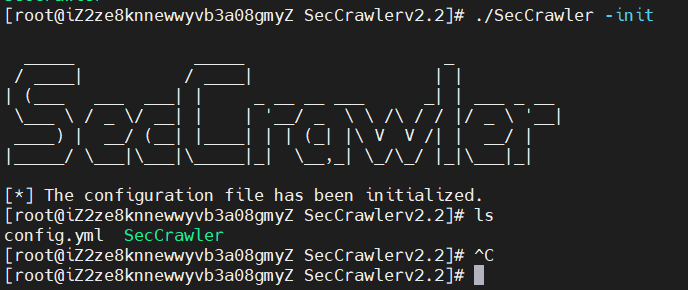 [root@iZ2ze8knnewwyvb3a08gmyZ SecCrawlerv2.2]# ./SecCrawler -init
SecCrawler
[*] The configuration file has been initialized.
[root@iZ2ze8knnewwyvb3a08gmyZ SecCrawlerv2.2]# ls
config.yml SecCrawler
[root@iZ2ze8knnewwyvb3a08gmyZ SecCrawlerv2.2]# ^C
[root@iZ2ze8knnewwyvb3a08gmyZ SecCrawlerv2.2]#